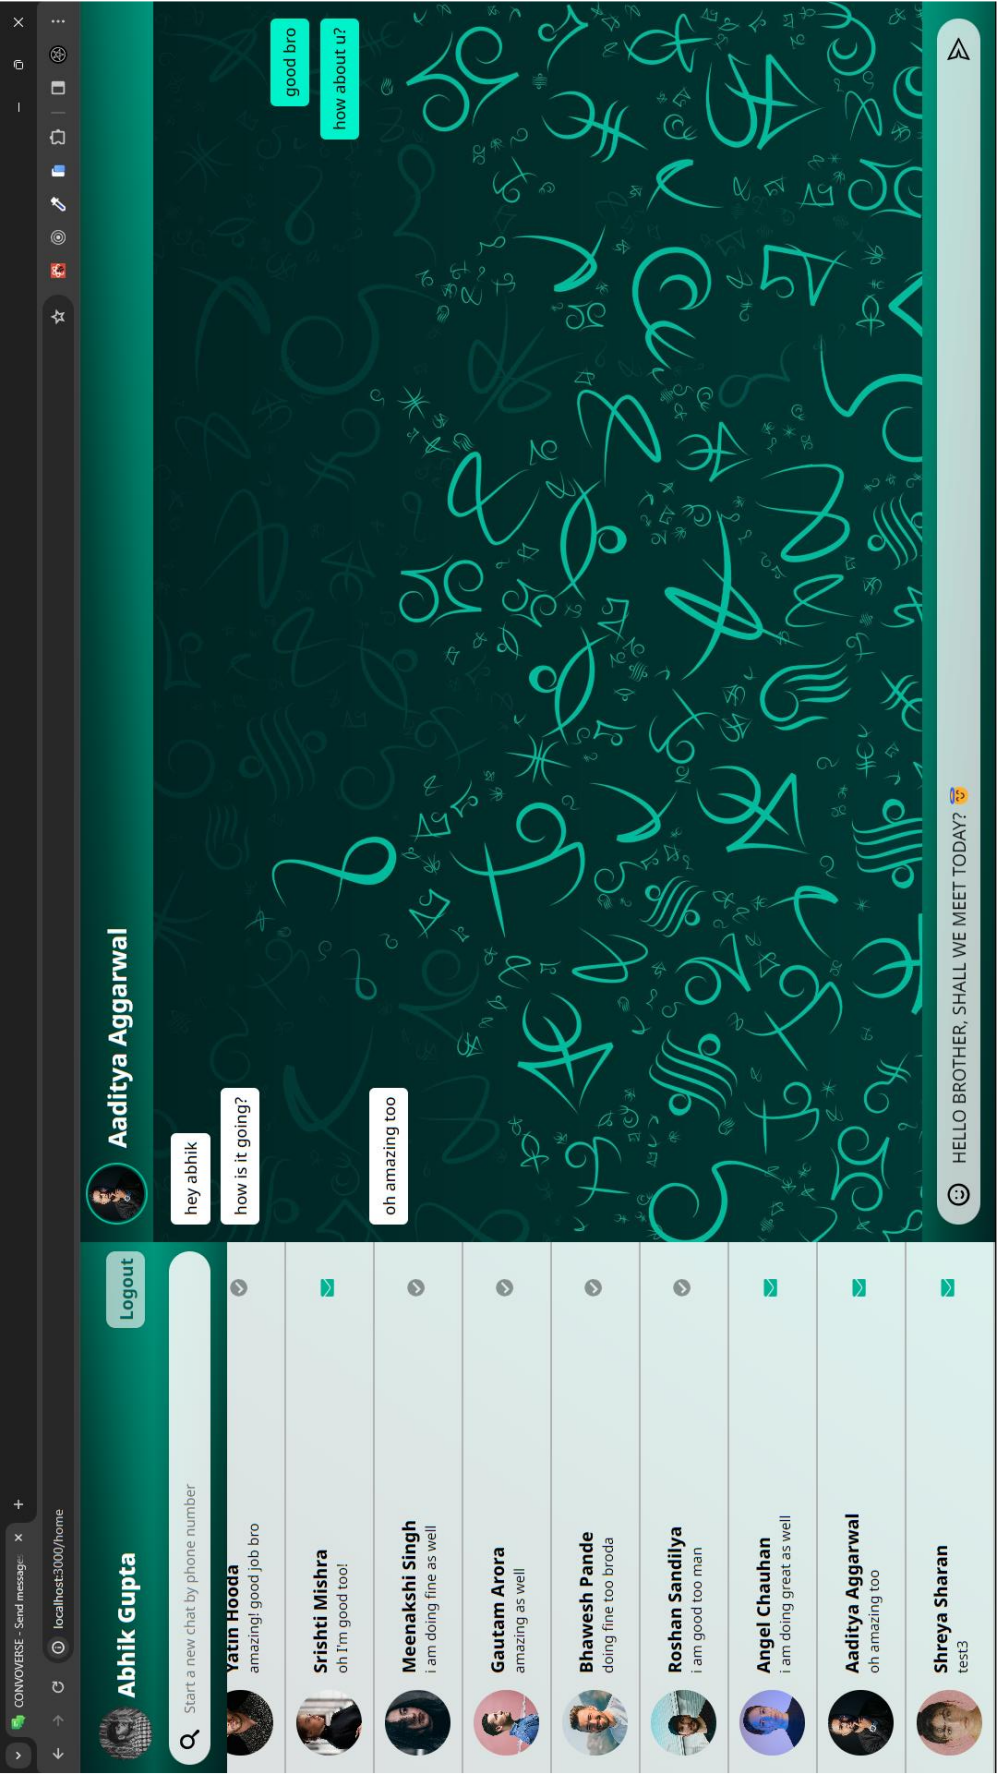 CONVOVERSE - Send message
localhost:3000/home
Abhik Gupta
Logout
Start a new chat by phone number
Yatin Hooda
amazing! good job bro
Srishti Mishra
oh I'm good too!
Meenakshi Singh
i am doing fine as well
Gautam Arora
amazing as well
Bhawesh Pande
doing fine too broda
Roshan Sandilya
i am good too man
Angel Chauhan
i am doing great as well
Aaditya Aggarwal
oh amazing too
Shreya Sharan
test3
Aaditya Aggarwal
hey abhik
how is it going?
good bro
how about u?
oh amazing too
HELLO BROTHER, SHALL WE MEET TODAY? 😇